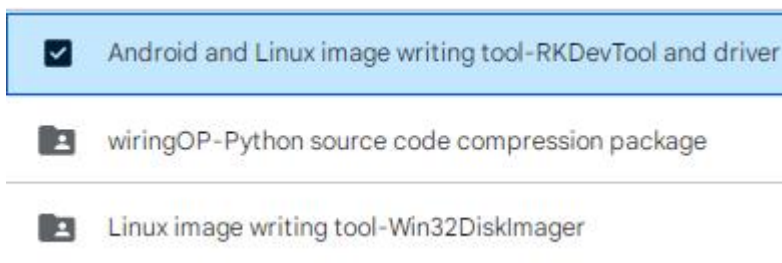 Android and Linux image writing tool-RKDevTool and driver
wiringOP-Python source code compression package
Linux image writing tool-Win32DiskImager